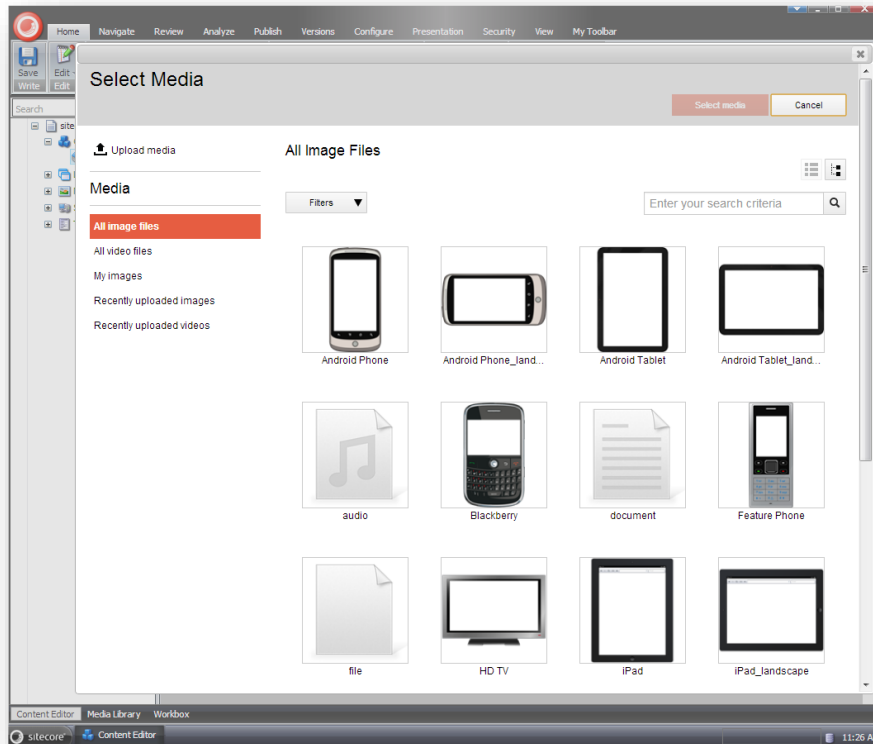 Home Navigate Review Analyze Publish Versions Configure Presentation Security View My Toolbar
Save Edit
Write Edit
Select Media
Select media Cancel
Search
site
Upload media
All Image Files
Media
Filters
Enter your search criteria
All image files
All video files
My images
Recently uploaded images
Recently uploaded videos
Android Phone Android Phone_land... Android Tablet Android Tablet_land...
audio Blackberry document Feature Phone
file HD TV iPad iPad_landscape
Content Editor Media Library Workbox
sitecore Content Editor 11:26 A